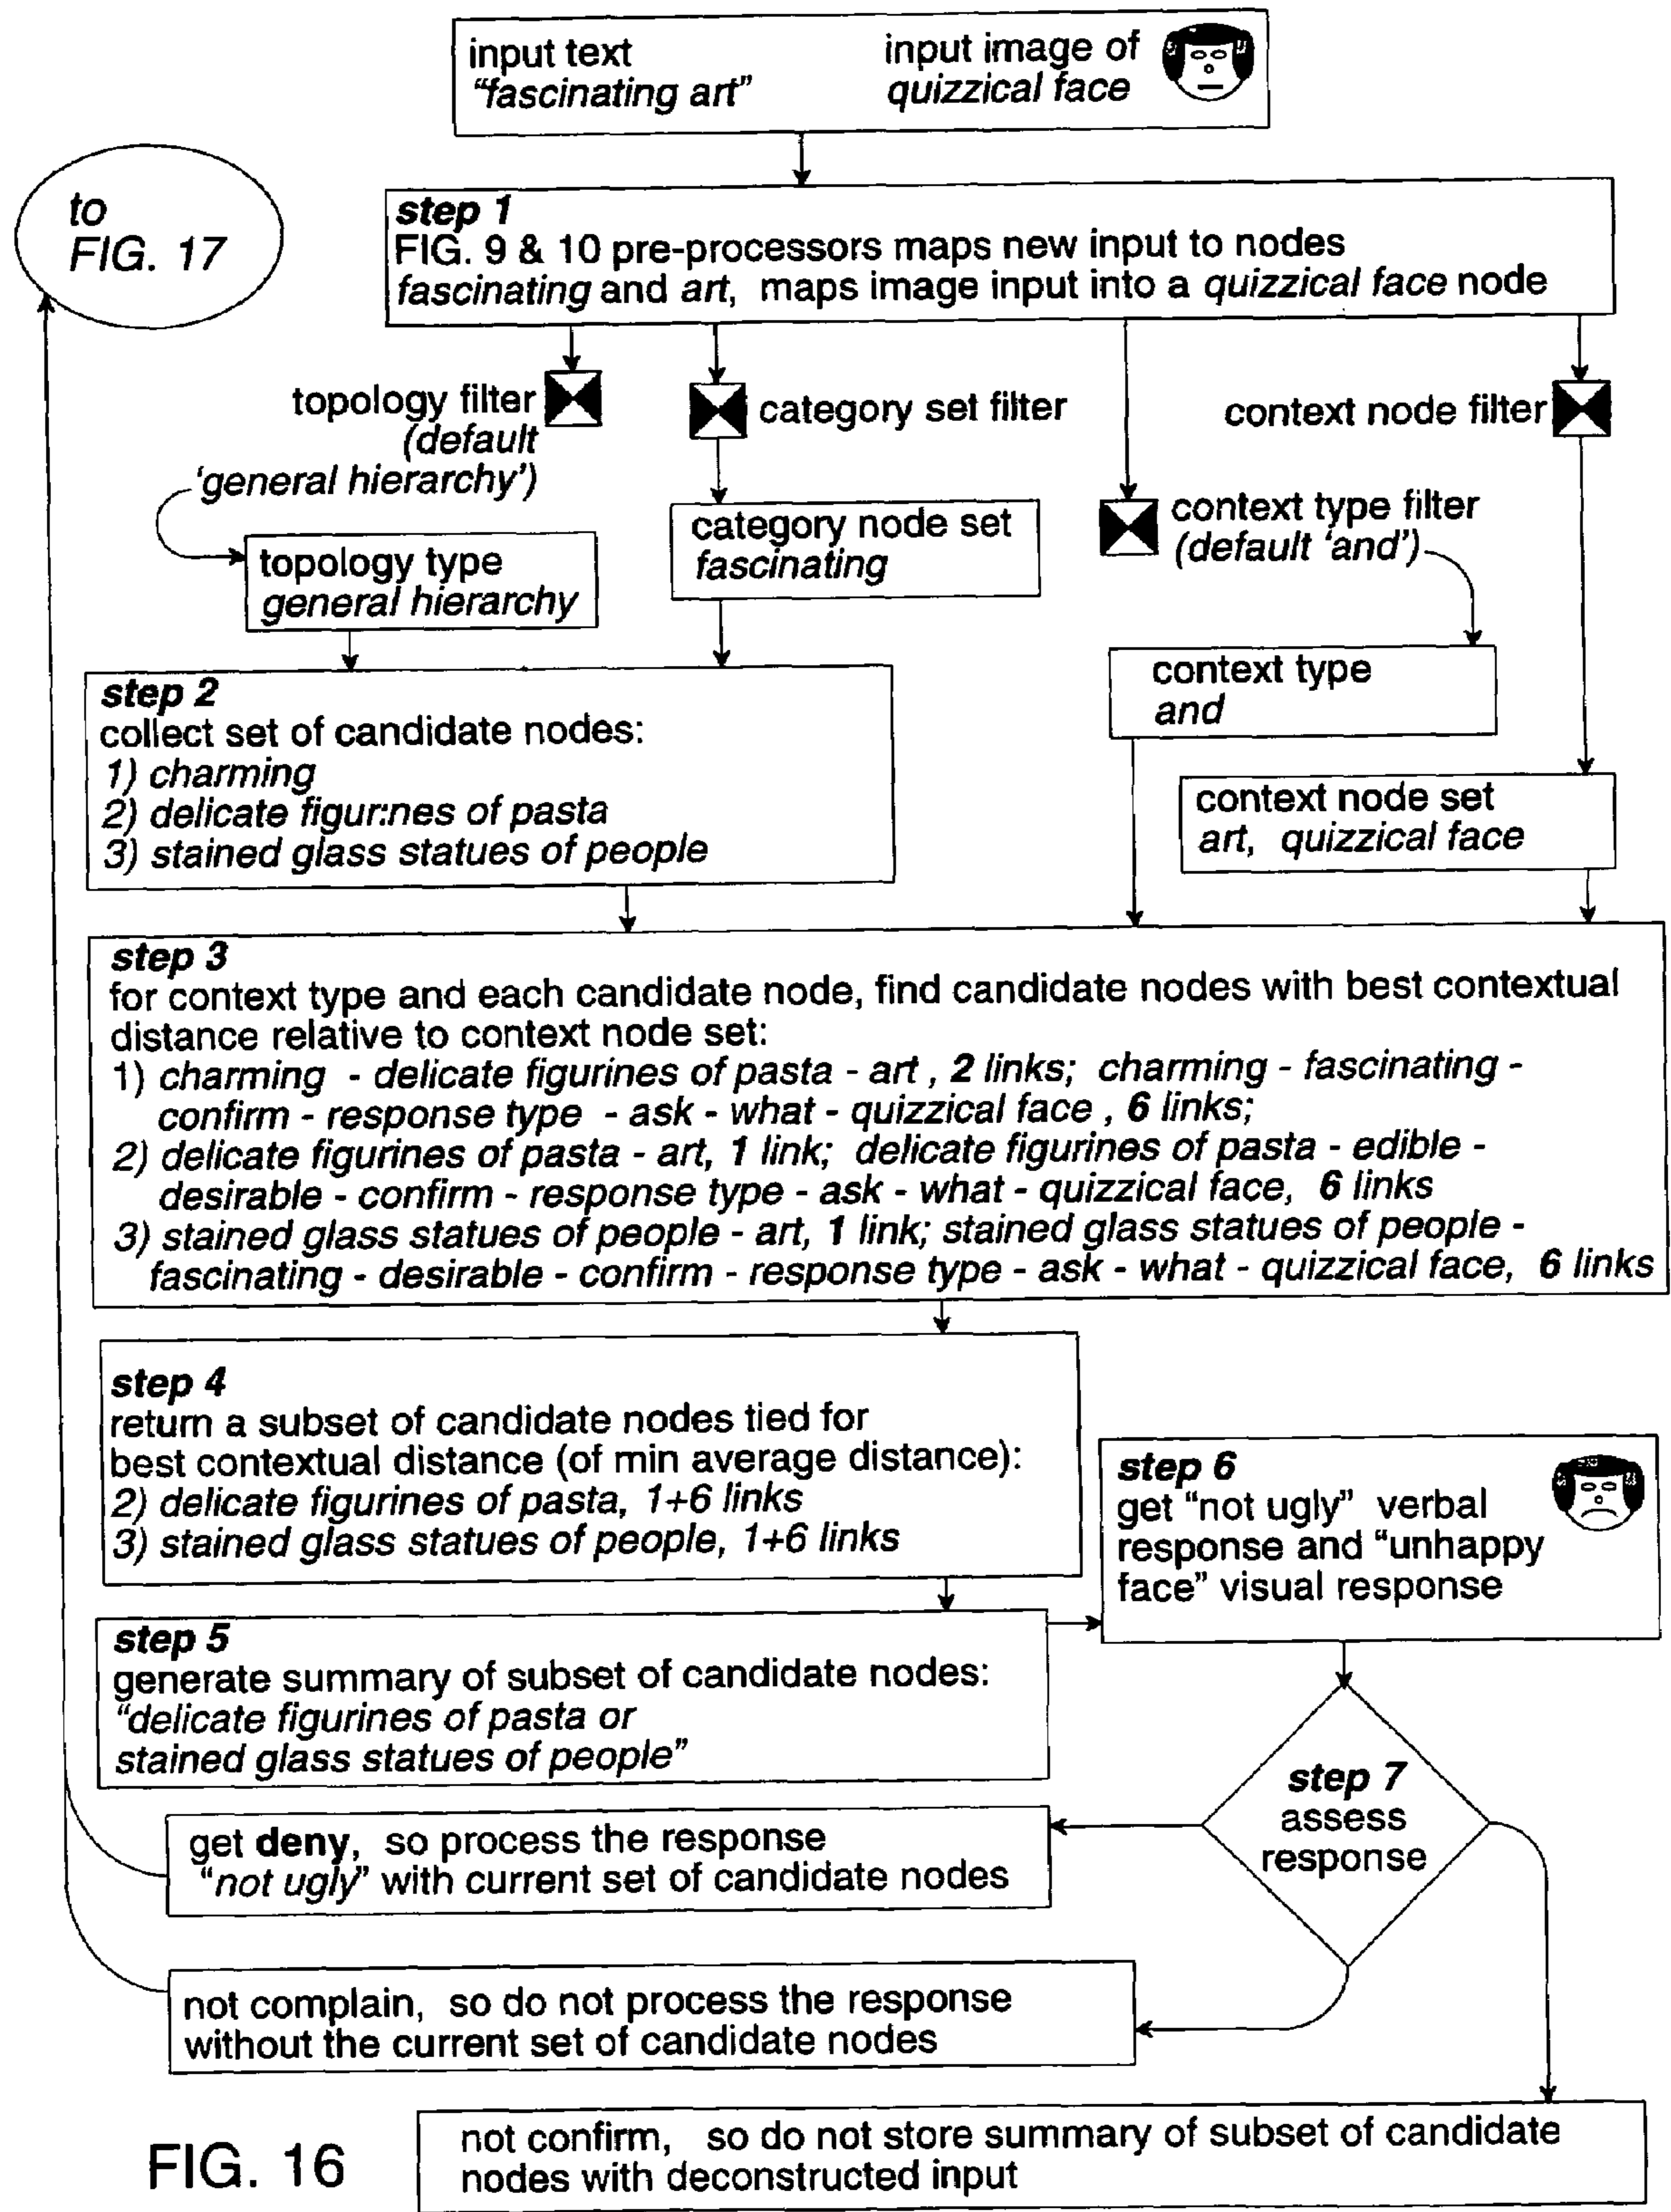 input text
“fascinating art”
input image of
quizzical face
to
FIG. 17
step 1
FIG. 9 & 10 pre-processors maps new input to nodes
fascinating and art, maps image input into a quizzical face node
topology filter
(default
‘general hierarchy’)
category set filter
context node filter
context type filter
(default ‘and’)
topology type
general hierarchy
category node set
fascinating
context type
and
context node set
art, quizzical face
step 2
collect set of candidate nodes:
1) charming
2) delicate figurines of pasta
3) stained glass statues of people
step 3
for context type and each candidate node, find candidate nodes with best contextual
distance relative to context node set:
1) charming - delicate figurines of pasta - art , 2 links; charming - fascinating -
confirm - response type - ask - what - quizzical face , 6 links;
2) delicate figurines of pasta - art, 1 link; delicate figurines of pasta - edible -
desirable - confirm - response type - ask - what - quizzical face, 6 links
3) stained glass statues of people - art, 1 link; stained glass statues of people -
fascinating - desirable - confirm - response type - ask - what - quizzical face, 6 links
step 4
return a subset of candidate nodes tied for
best contextual distance (of min average distance):
2) delicate figurines of pasta, 1+6 links
3) stained glass statues of people, 1+6 links
step 5
generate summary of subset of candidate nodes:
“delicate figurines of pasta or
stained glass statues of people”
step 6
get “not ugly” verbal
response and “unhappy
face” visual response
step 7
assess
response
get deny, so process the response
“not ugly” with current set of candidate nodes
not complain, so do not process the response
without the current set of candidate nodes
not confirm, so do not store summary of subset of candidate
nodes with deconstructed input
FIG. 16